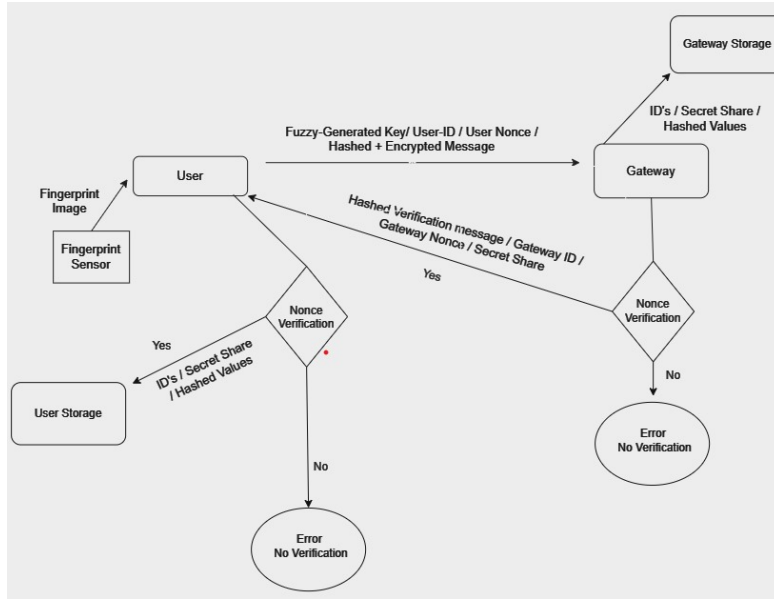 Gateway Storage
ID's / Secret Share /
Hashed Values
Fuzzy-Generated Key/ User-ID / User Nonce /
Hashed + Encrypted Message
User
Gateway
Fingerprint
Image
Hashed Verification message / Gateway ID /
Gateway Nonce / Secret Share
Fingerprint
Sensor
Yes
Nonce
Verification
Nonce
Verification
Yes
ID's / Secret Share
/ Hashed Values
No
User Storage
Error
No Verification
No
Error
No Verification